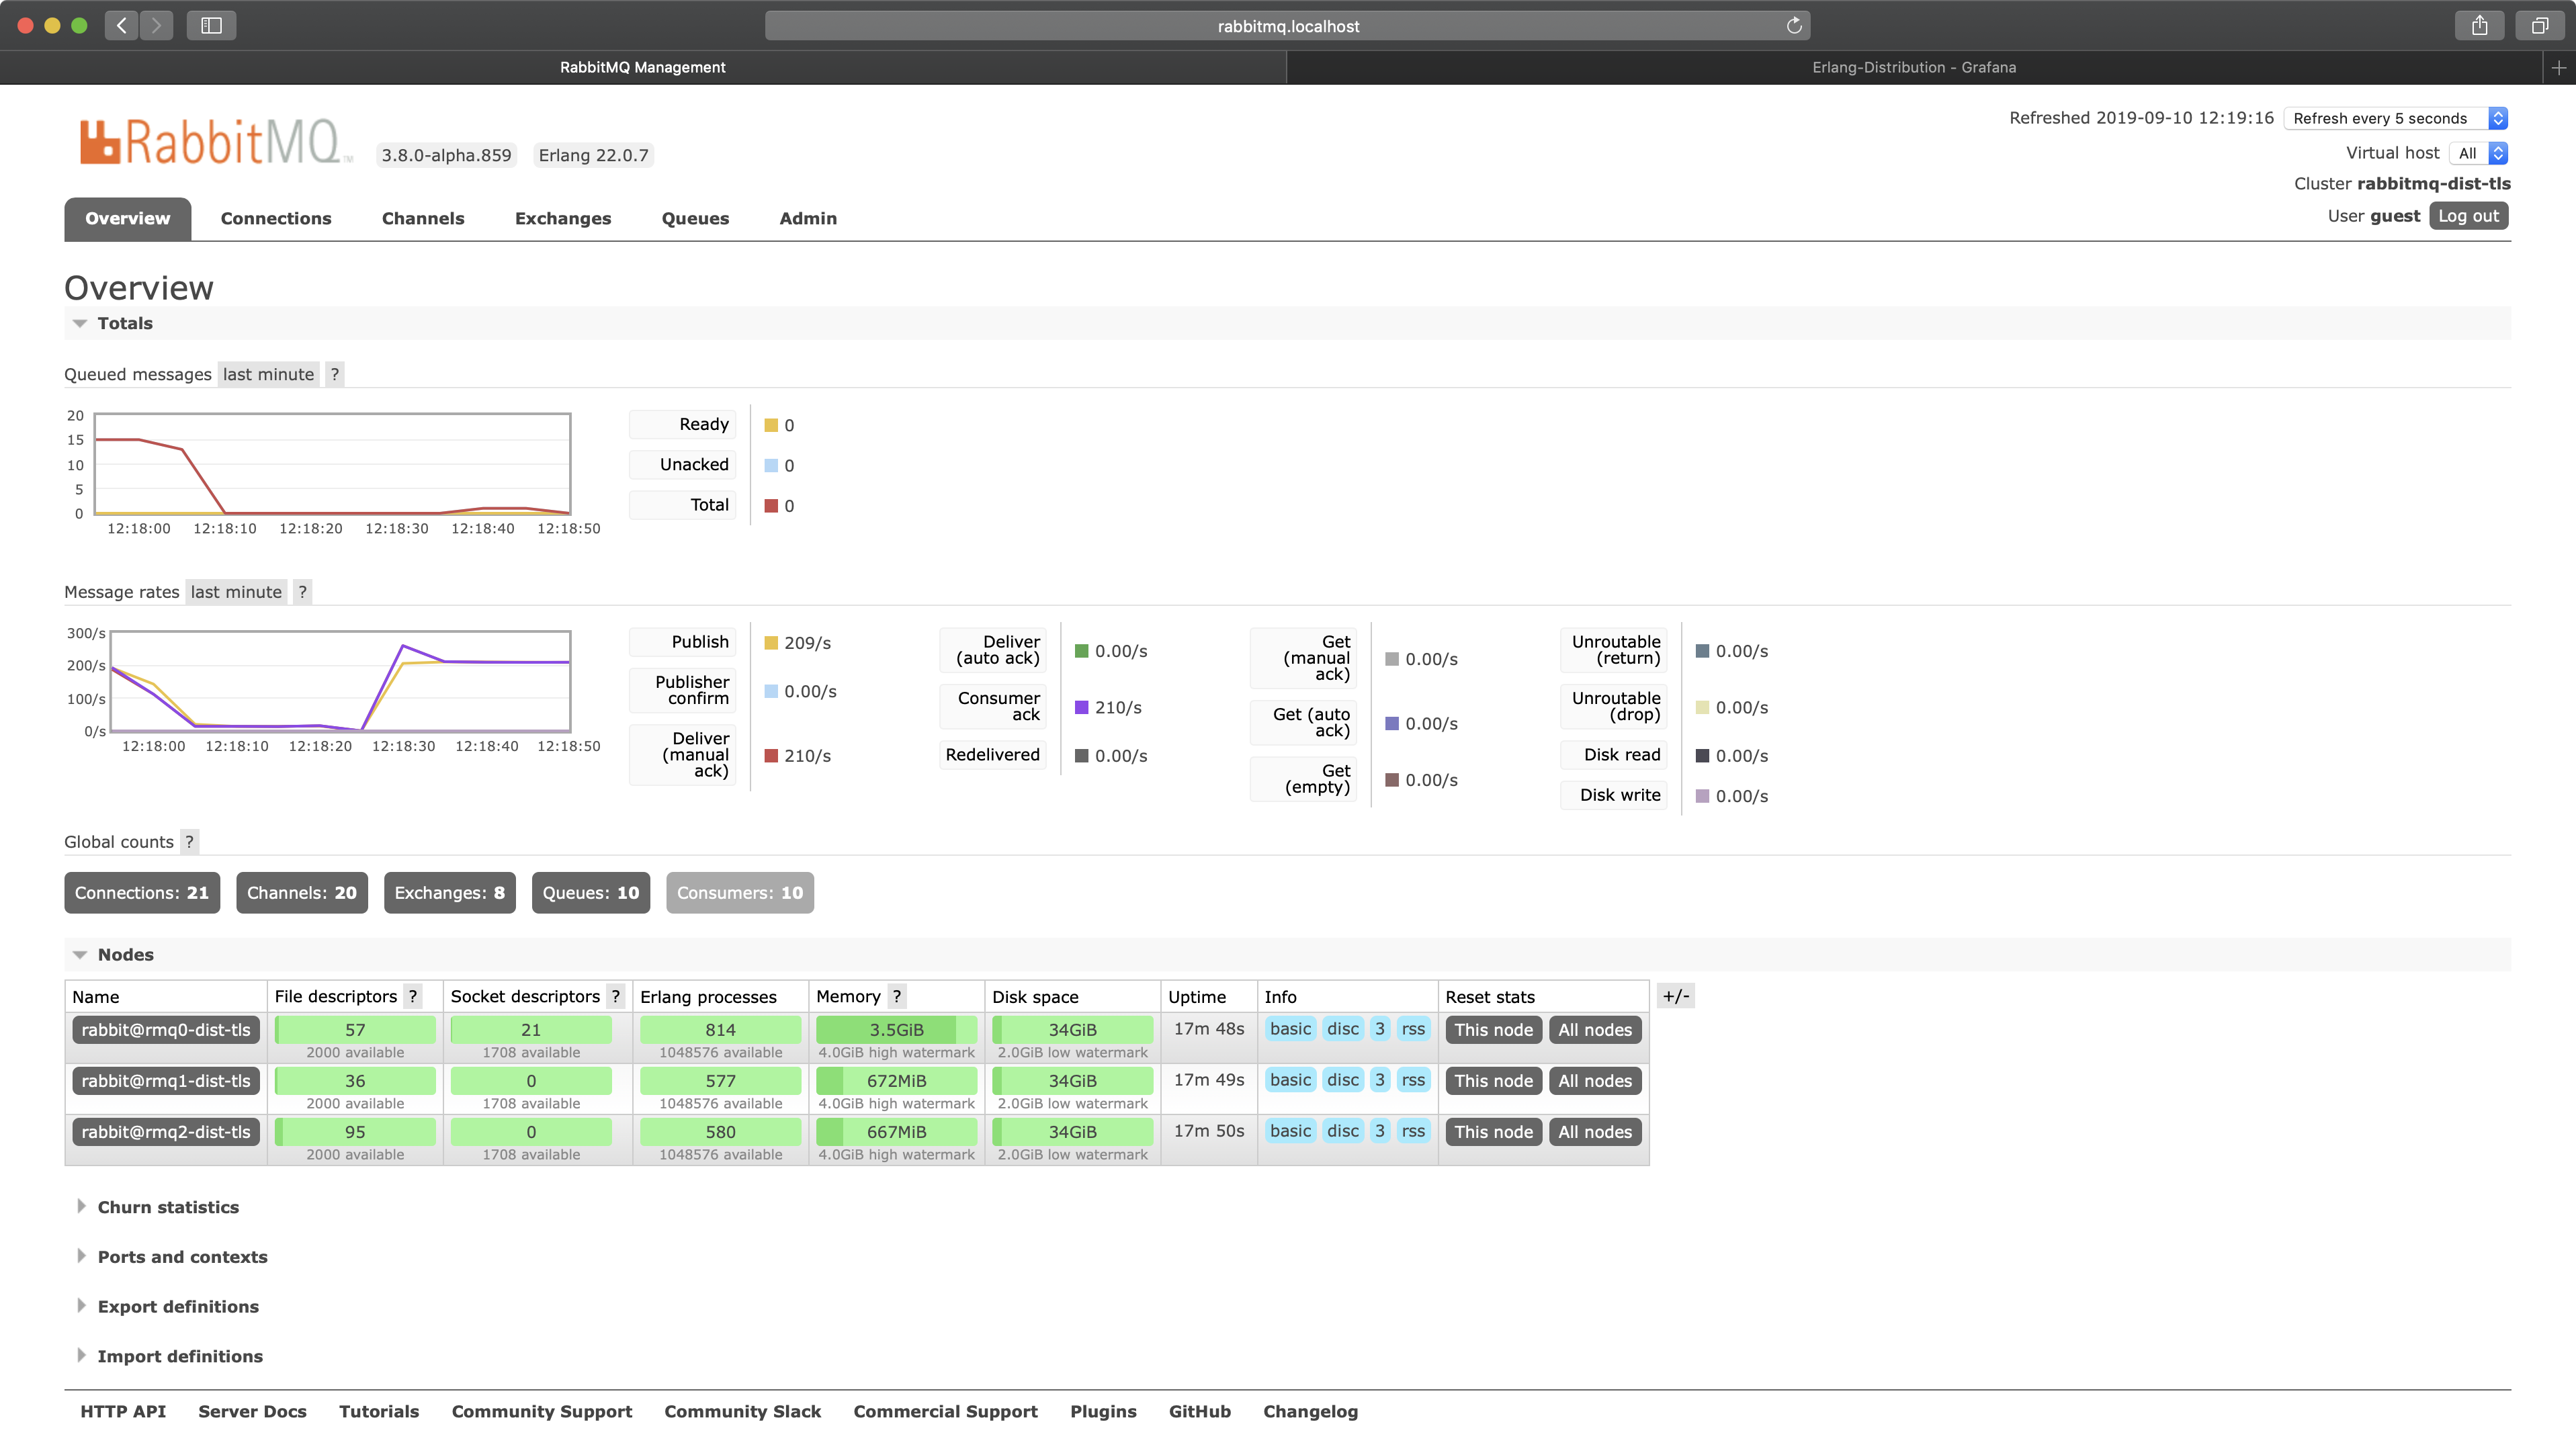 rabbitmq.localhost
RabbitMQ Management
Erlang-Distribution - Grafana
RabbitMQ TM 3.8.0-alpha.859 Erlang 22.0.7
Refreshed 2019-09-10 12:19:16 Refresh every 5 seconds
Virtual host All
Cluster rabbitmq-dist-tls
User guest Log out
Overview Connections Channels Exchanges Queues Admin
Overview
Totals
Queued messages last minute ?
20
15
10
5
0
12:18:00 12:18:10 12:18:20 12:18:30 12:18:40 12:18:50
Ready 0
Unacked 0
Total 0
Message rates last minute ?
300/s
200/s
100/s
0/s
12:18:00 12:18:10 12:18:20 12:18:30 12:18:40 12:18:50
Publish 209/s
Publisher
confirm 0.00/s
Deliver
(manual
ack) 210/s
Deliver
(auto ack) 0.00/s
Consumer
ack 210/s
Redelivered 0.00/s
Get
(manual
ack) 0.00/s
Get (auto
ack) 0.00/s
Get
(empty) 0.00/s
Unroutable
(return) 0.00/s
Unroutable
(drop) 0.00/s
Disk read 0.00/s
Disk write 0.00/s
Global counts ?
Connections: 21 Channels: 20 Exchanges: 8 Queues: 10 Consumers: 10
Nodes
Name File descriptors ? Socket descriptors ? Erlang processes Memory ? Disk space Uptime Info Reset stats +/-
rabbit@rmq0-dist-tls 57 21 814 3.5GiB 34GiB 17m 48s basic disc 3 rss This node All nodes
2000 available 1708 available 1048576 available 4.0GiB high watermark 2.0GiB low watermark
rabbit@rmq1-dist-tls 36 0 577 672MiB 34GiB 17m 49s basic disc 3 rss This node All nodes
2000 available 1708 available 1048576 available 4.0GiB high watermark 2.0GiB low watermark
rabbit@rmq2-dist-tls 95 0 580 667MiB 34GiB 17m 50s basic disc 3 rss This node All nodes
2000 available 1708 available 1048576 available 4.0GiB high watermark 2.0GiB low watermark
Churn statistics
Ports and contexts
Export definitions
Import definitions
HTTP API Server Docs Tutorials Community Support Community Slack Commercial Support Plugins GitHub Changelog